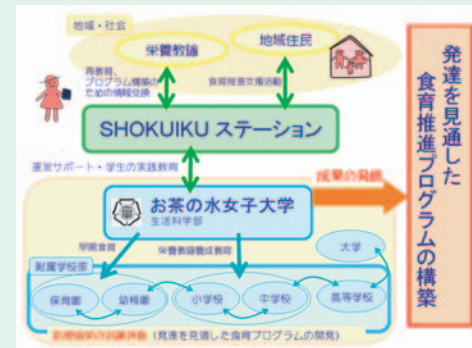 地域・社会
栄養教諭
地域住民
再教育、
プログラム構築の
ための情報交換
食育推進支援活動
SHOKUIKU ステーション
運営サポート・学生の実践教育
成果の発信
お茶の水女子大学
生活科学部
早期食育
栄養教諭養成教育
大学
附属学校部
保育園
幼稚園
小学校
中学校
高等学校
(発達を見通した食育プログラムの開発)
発達を見通した
食育推進プログラムの構築